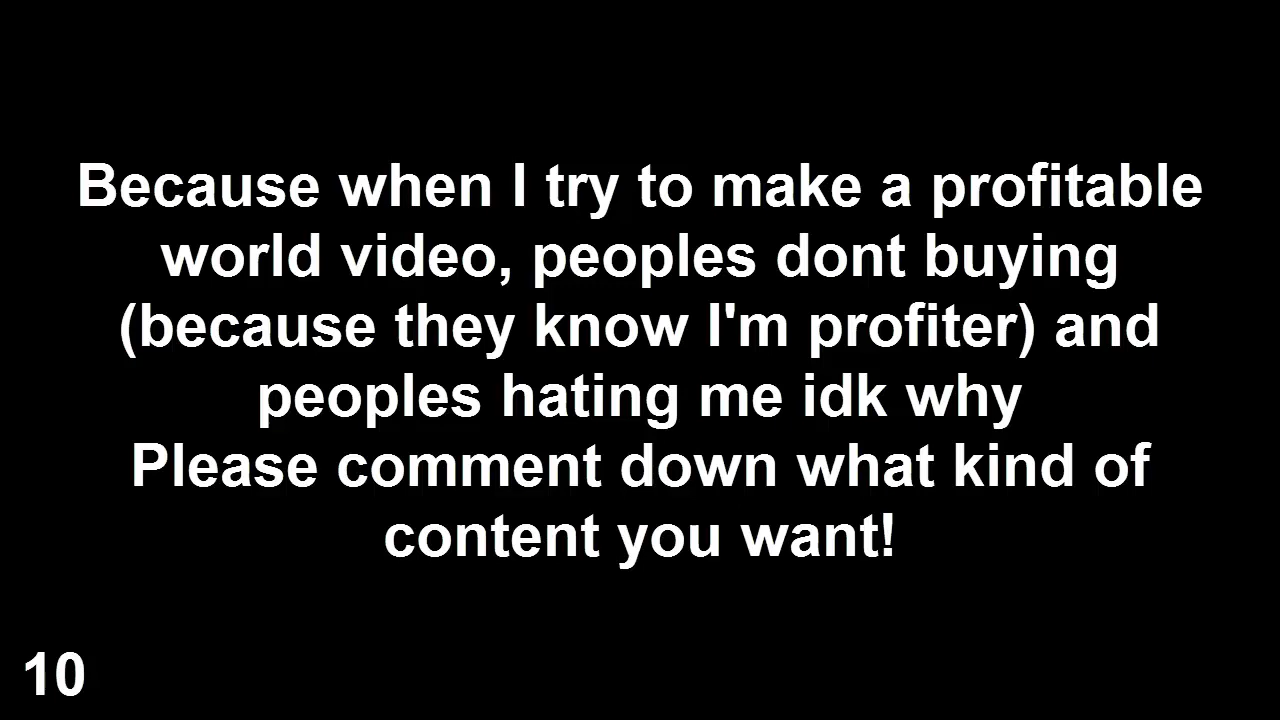 Because when I try to make a profitable
world video, peoples dont buying
(because they know I'm profiter) and
peoples hating me idk why
Please comment down what kind of
content you want!
10